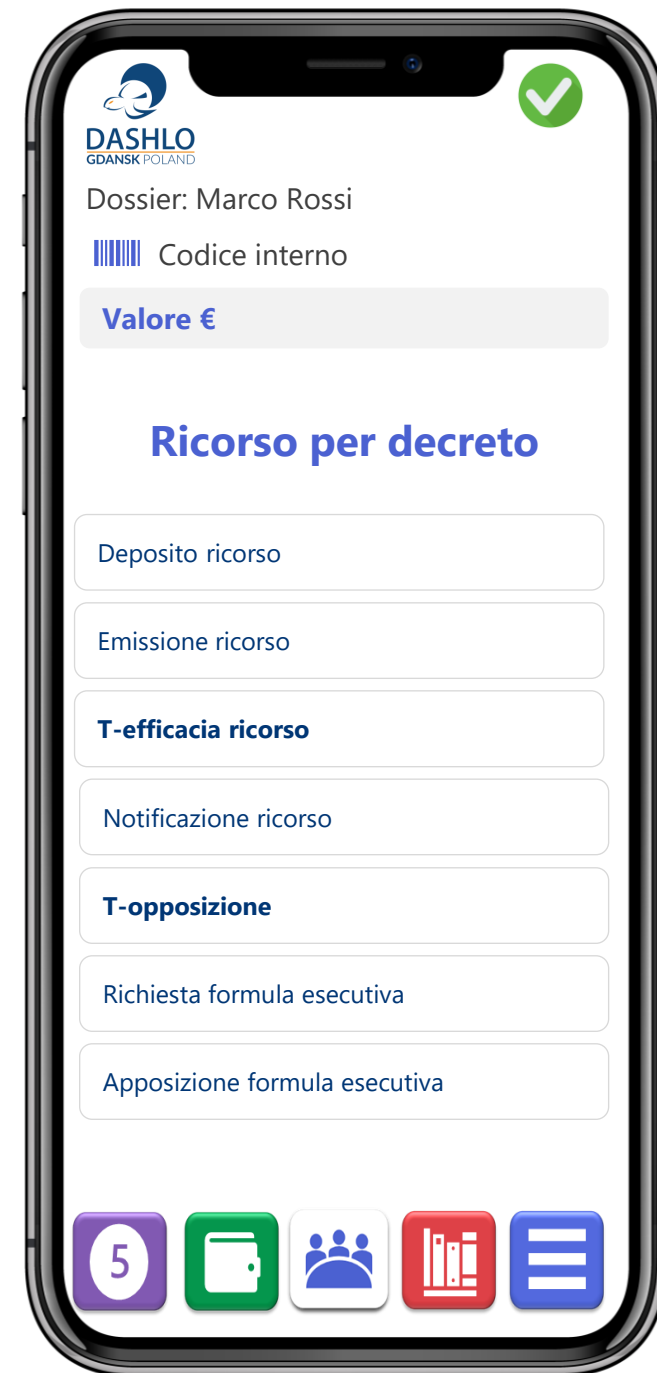 DASHLO
GDANSK POLAND
Dossier: Marco Rossi
Codice interno
Valore €
Ricorso per decreto
Deposito ricorso
Emissione ricorso
T-efficacia ricorso
Notificazione ricorso
T-opposizione
Richiesta formula esecutiva
Apposizione formula esecutiva
5